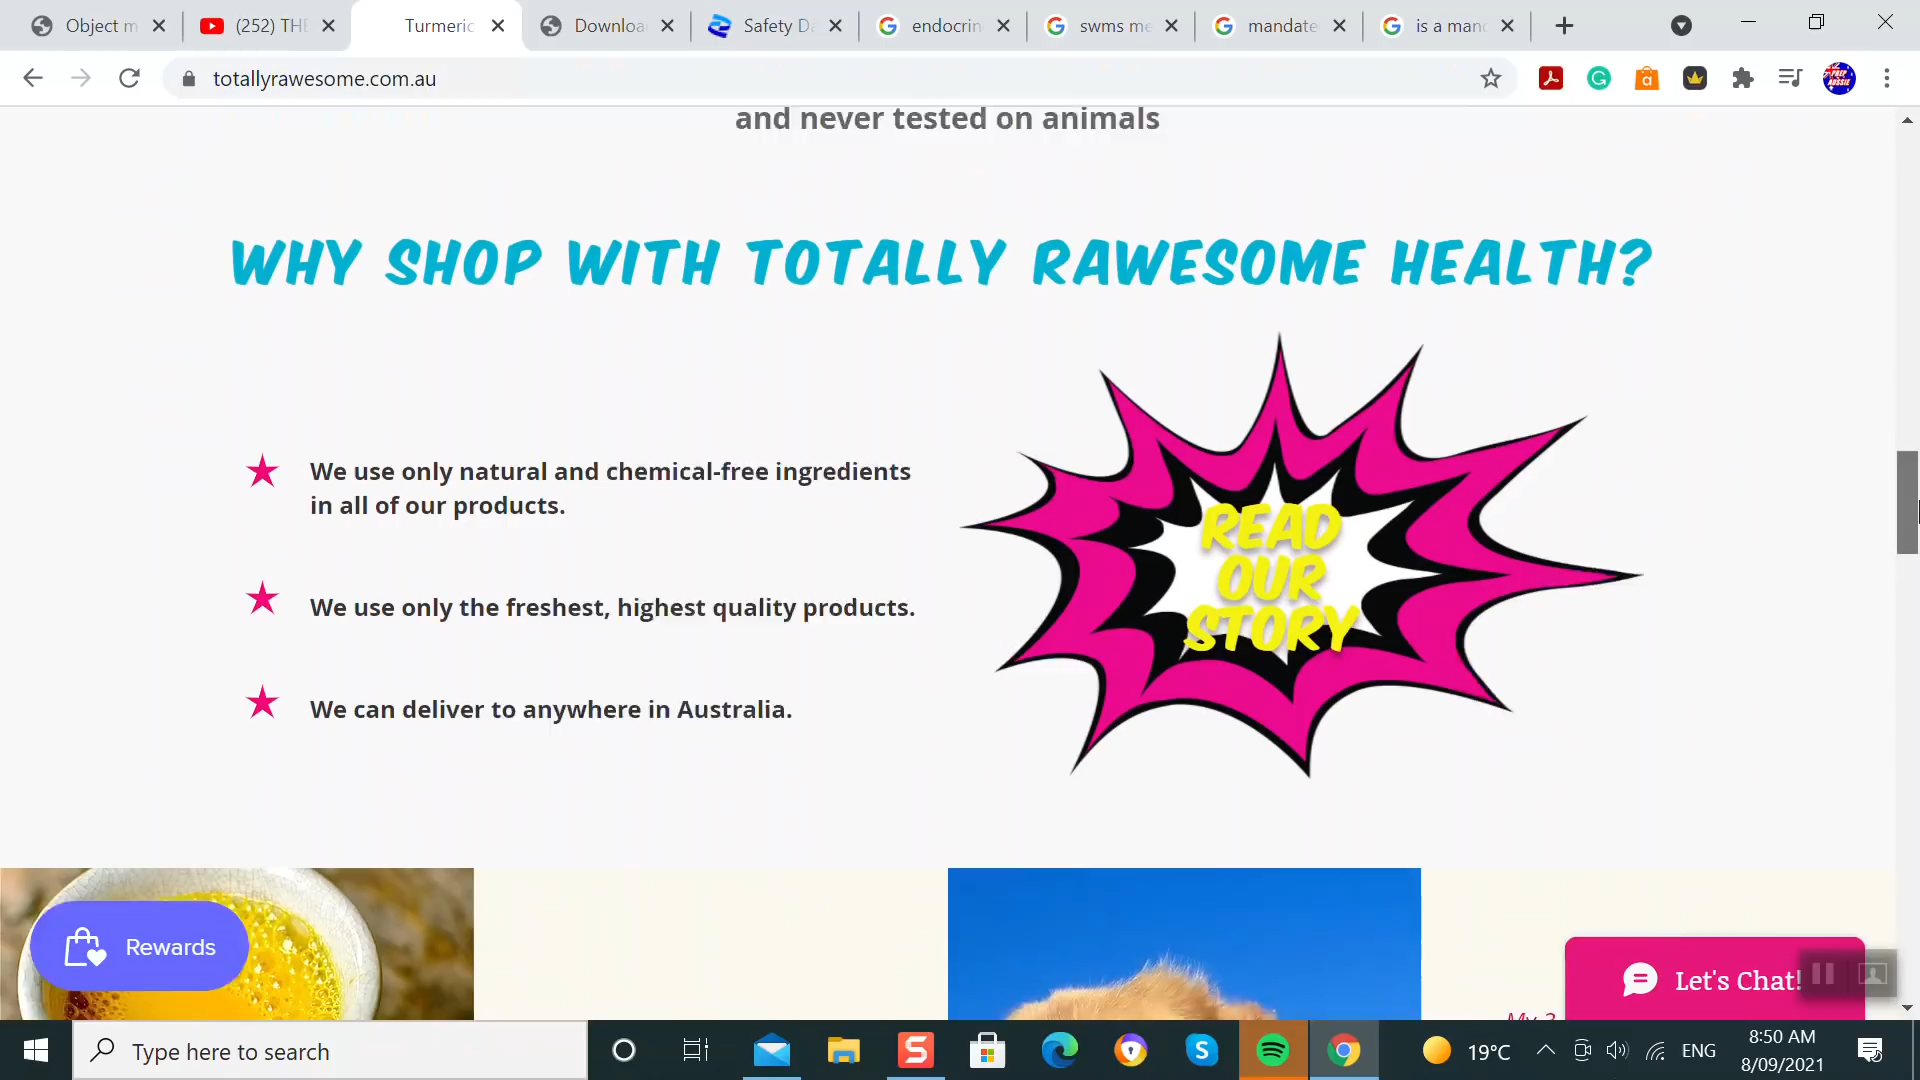 Object m
(252) THE
Turmeric
Downloa
Safety Da
endocrin
swms me
mandate
is a man
totallyrawesome.com.au
and never tested on animals
WHY SHOP WITH TOTALLY RAWESOME HEALTH?
We use only natural and chemical-free ingredients
in all of our products.
We use only the freshest, highest quality products.
We can deliver to anywhere in Australia.
READ
OUR
STORY
Rewards
Let's Chat!
Type here to search
19°C
ENG
8:50 AM
8/09/2021